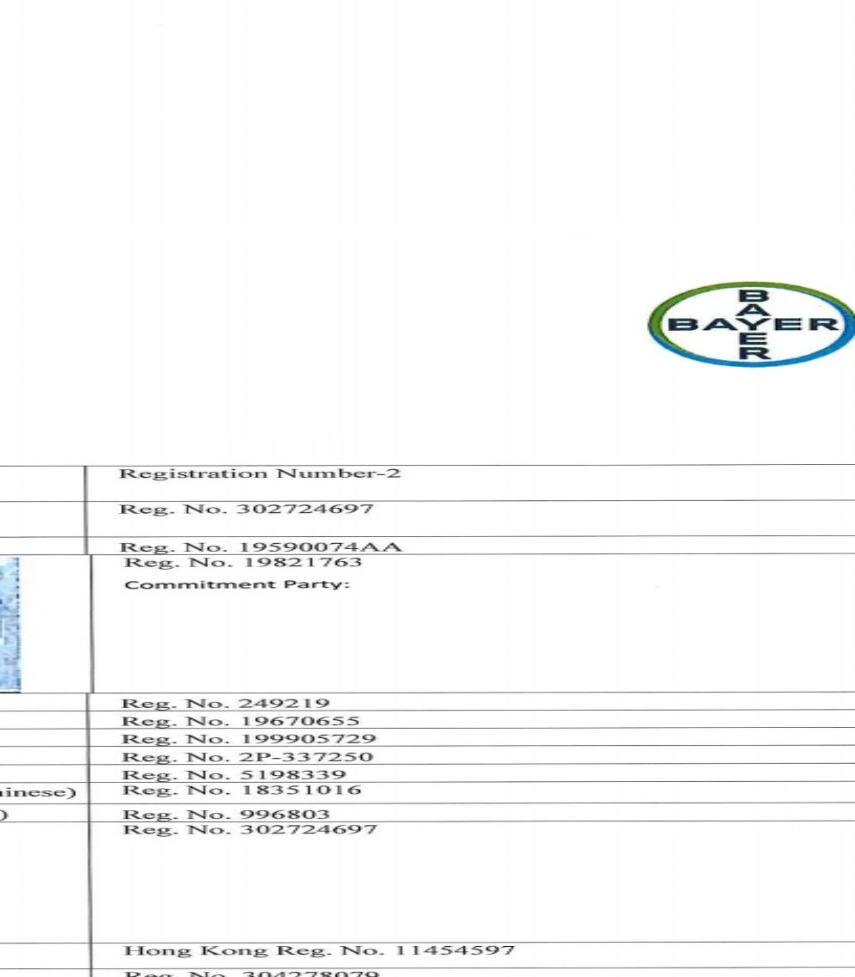 BAYER
BAYER
Registration Number-2
Reg. No. 302724697
Reg. No. 19590074AA
Reg. No. 19821763
Commitment Party:
Reg. No. 249219
Reg. No. 19670655
Reg. No. 199905729
Reg. No. 2P-337250
Reg. No. 5198339
inese) Reg. No. 18351016
) Reg. No. 996803
Reg. No. 302724697
Hong Kong Reg. No. 11454597
Reg. No. 304278079